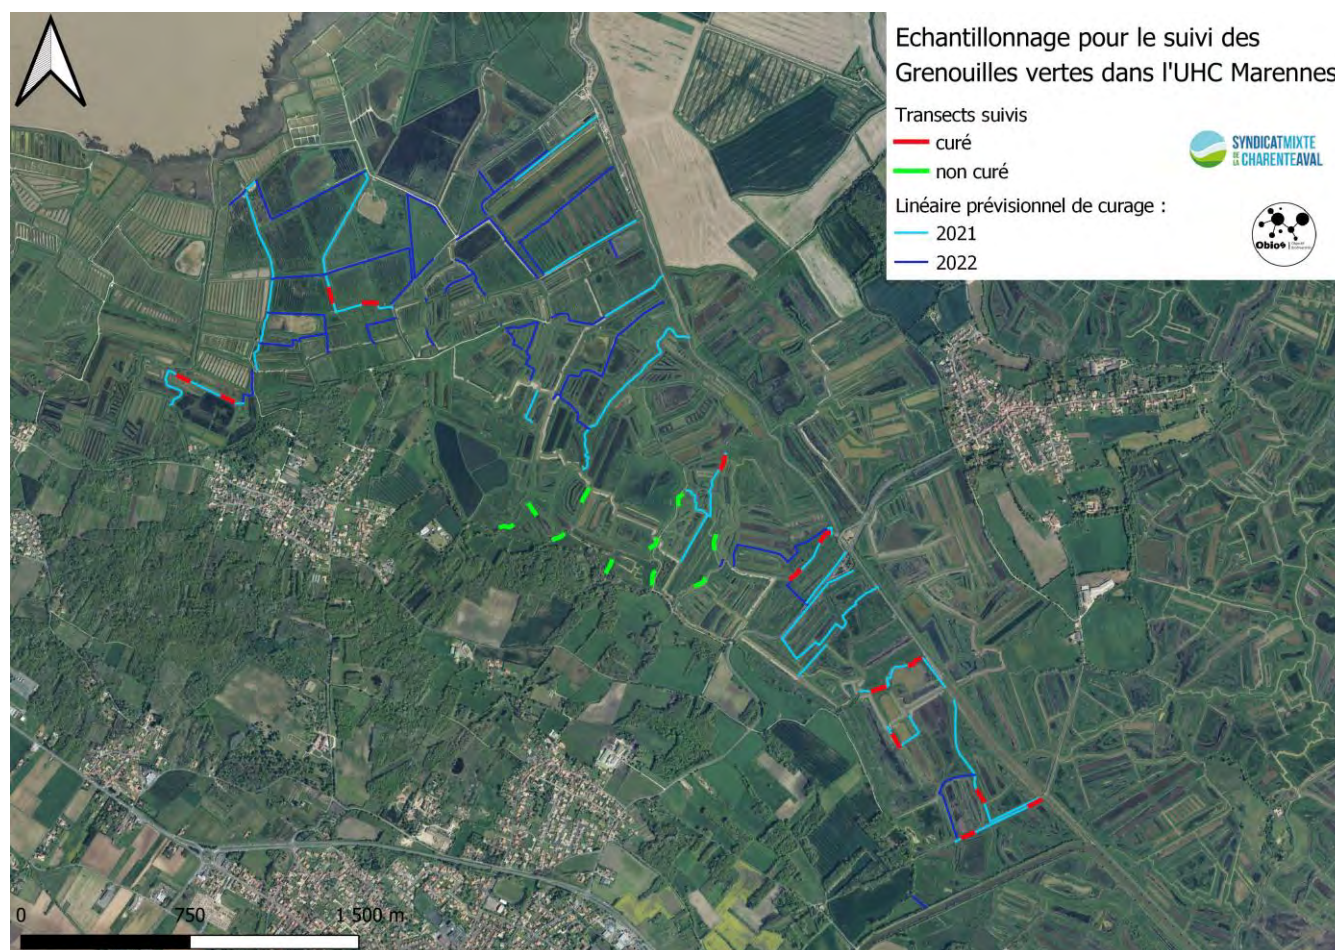 Echantillonnage pour le suivi des
Grenouilles vertes dans l'UHC Marennes
Transects suivis
curé
non curé
Linéaire prévisionnel de curage :
2021
2022
SYNDICATMIXTE
CHARENTEAVAL
Obios
0 750 1 500 m